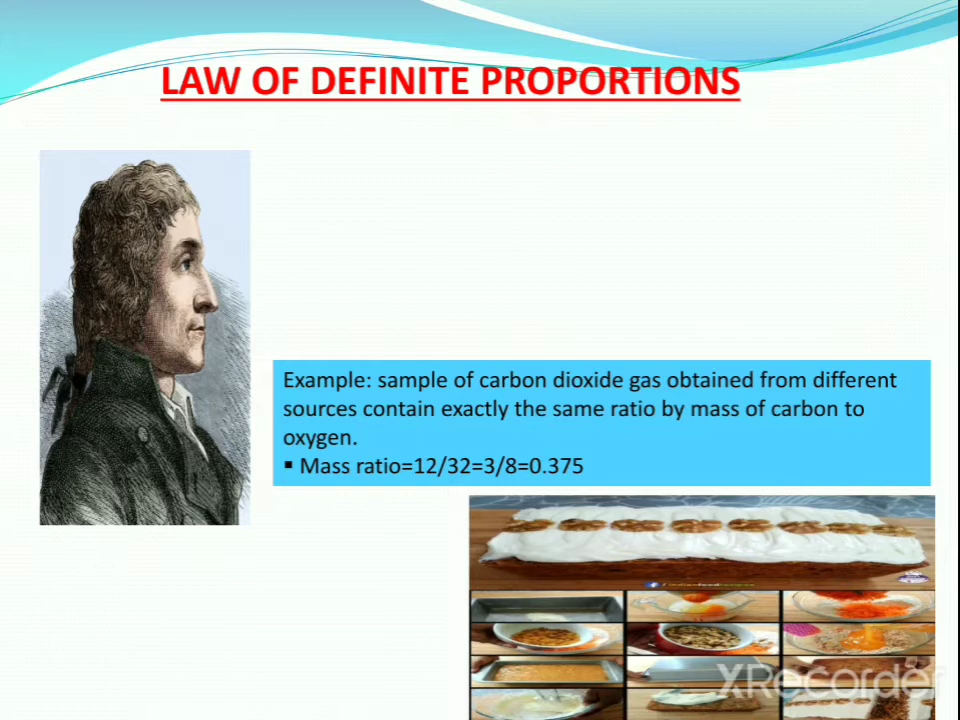 LAW OF DEFINITE PROPORTIONS
Example: sample of carbon dioxide gas obtained from different
sources contain exactly the same ratio by mass of carbon to
oxygen.
▪ Mass ratio=12/32=3/8=0.375
XRecorder